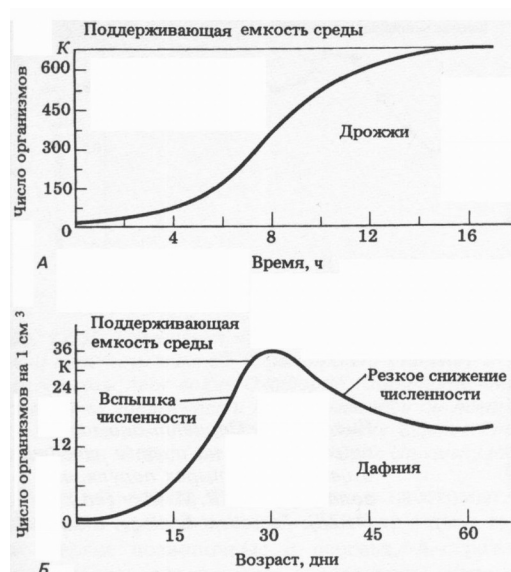 Поддерживающая емкость среды
К
600
450
300
150
0
Число организмов
Дрожжи
4
8
12
16
А
Время, ч
Поддерживающая
емкость среды
36
К
24
12
0
Число организмов на 1 см³
Вспышка
численности
Резкое снижение
численности
Дафния
15
30
45
60
Б
Возраст, дни